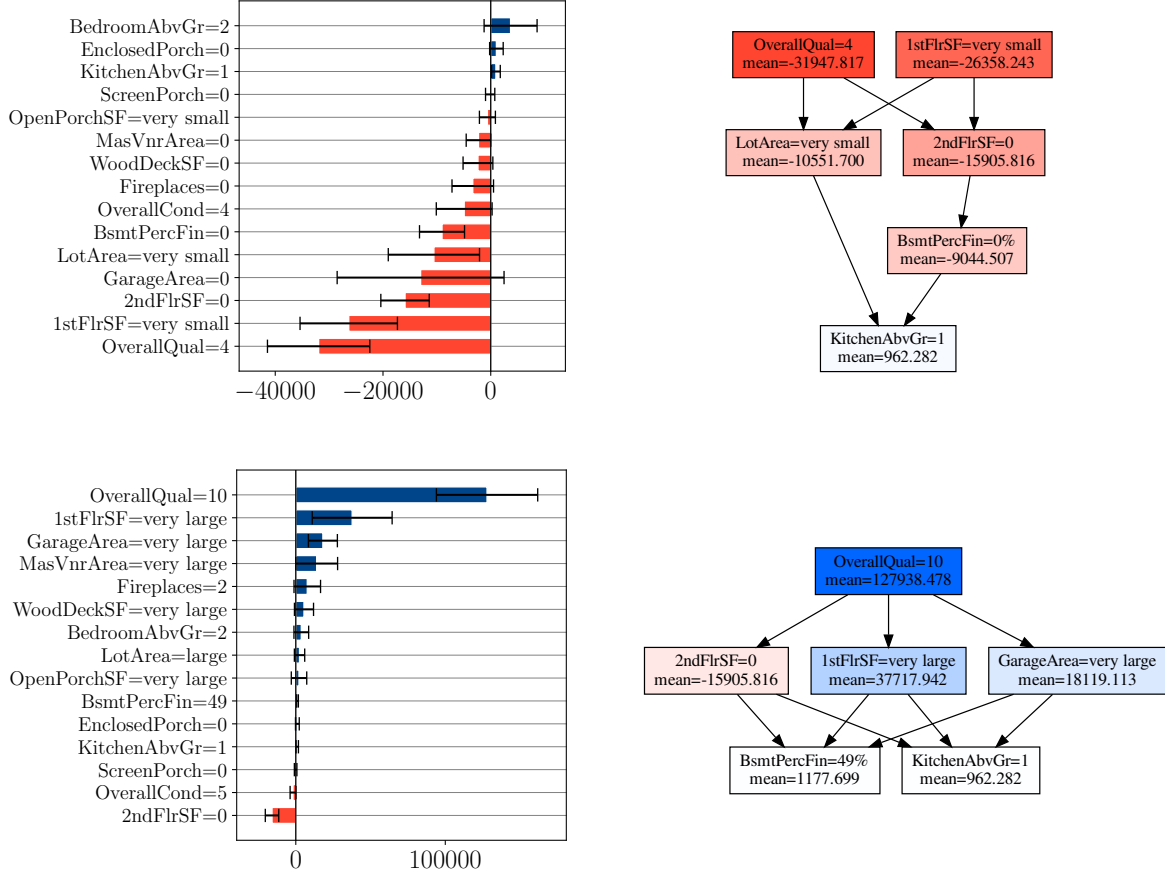 BedroomAbvGr=2
EnclosedPorch=0
KitchenAbvGr=1
ScreenPorch=0
OpenPorchSF=very small
MasVnrArea=0
WoodDeckSF=0
Fireplaces=0
OverallCond=4
BsmtPercFin=0
LotArea=very small
GarageArea=0
2ndFlrSF=0
1stFlrSF=very small
OverallQual=4
−40000 −20000 0
OverallQual=4
mean=-31947.817
1stFlrSF=very small
mean=-26358.243
LotArea=very small
mean=-10551.700
2ndFlrSF=0
mean=-15905.816
BsmtPercFin=0%
mean=-9044.507
KitchenAbvGr=1
mean=962.282
OverallQual=10
1stFlrSF=very large
GarageArea=very large
MasVnrArea=very large
Fireplaces=2
WoodDeckSF=very large
BedroomAbvGr=2
LotArea=large
OpenPorchSF=very large
BsmtPercFin=49
EnclosedPorch=0
KitchenAbvGr=1
ScreenPorch=0
OverallCond=5
2ndFlrSF=0
0 100000
OverallQual=10
mean=127938.478
2ndFlrSF=0
mean=-15905.816
1stFlrSF=very large
mean=37717.942
GarageArea=very large
mean=18119.113
BsmtPercFin=49%
mean=1177.699
KitchenAbvGr=1
mean=962.282